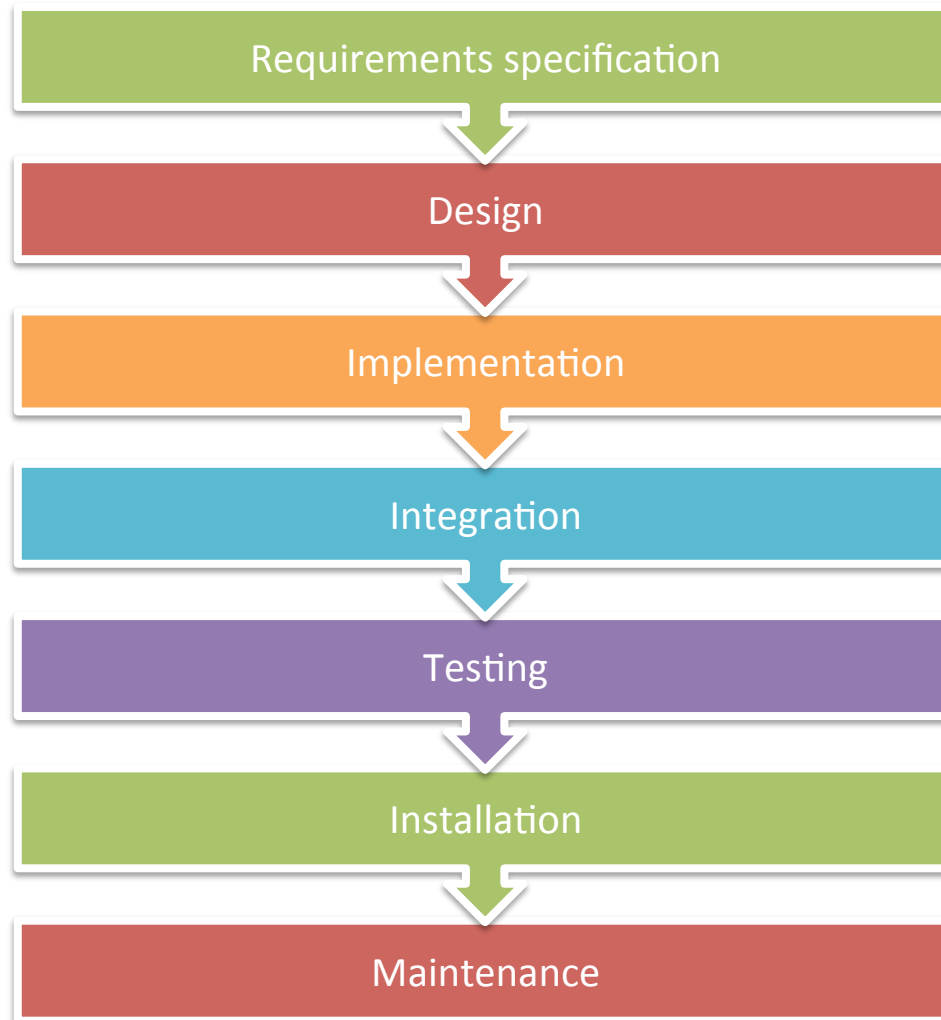 Requirements specification
Design
Implementation
Integration
Testing
Installation
Maintenance